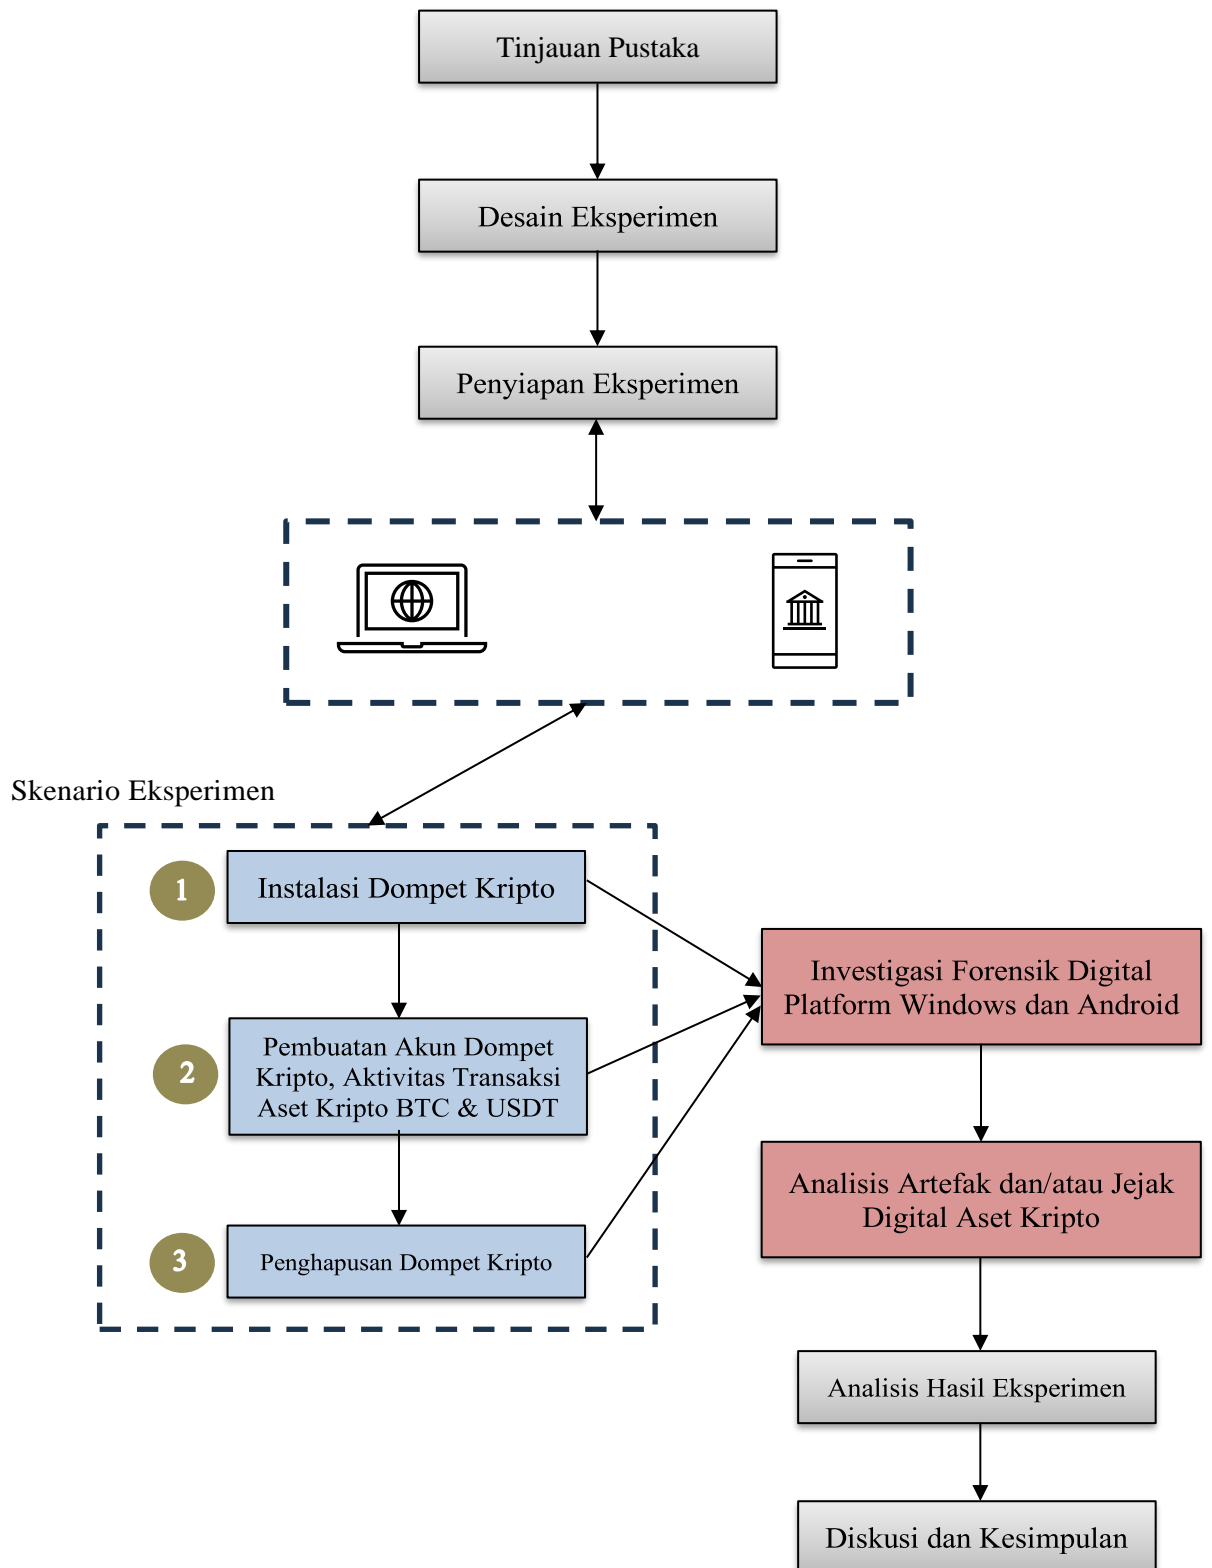 Tinjauan Pustaka
Desain Eksperimen
Penyiapan Eksperimen
Skenario Eksperimen
1
Instalasi Dompet Kripto
2
Pembuatan Akun Dompet
Kripto, Aktivitas Transaksi
Aset Kripto BTC & USDT
3
Penghapusan Dompet Kripto
Investigasi Forensik Digital
Platform Windows dan Android
Analisis Artefak dan/atau Jejak
Digital Aset Kripto
Analisis Hasil Eksperimen
Diskusi dan Kesimpulan